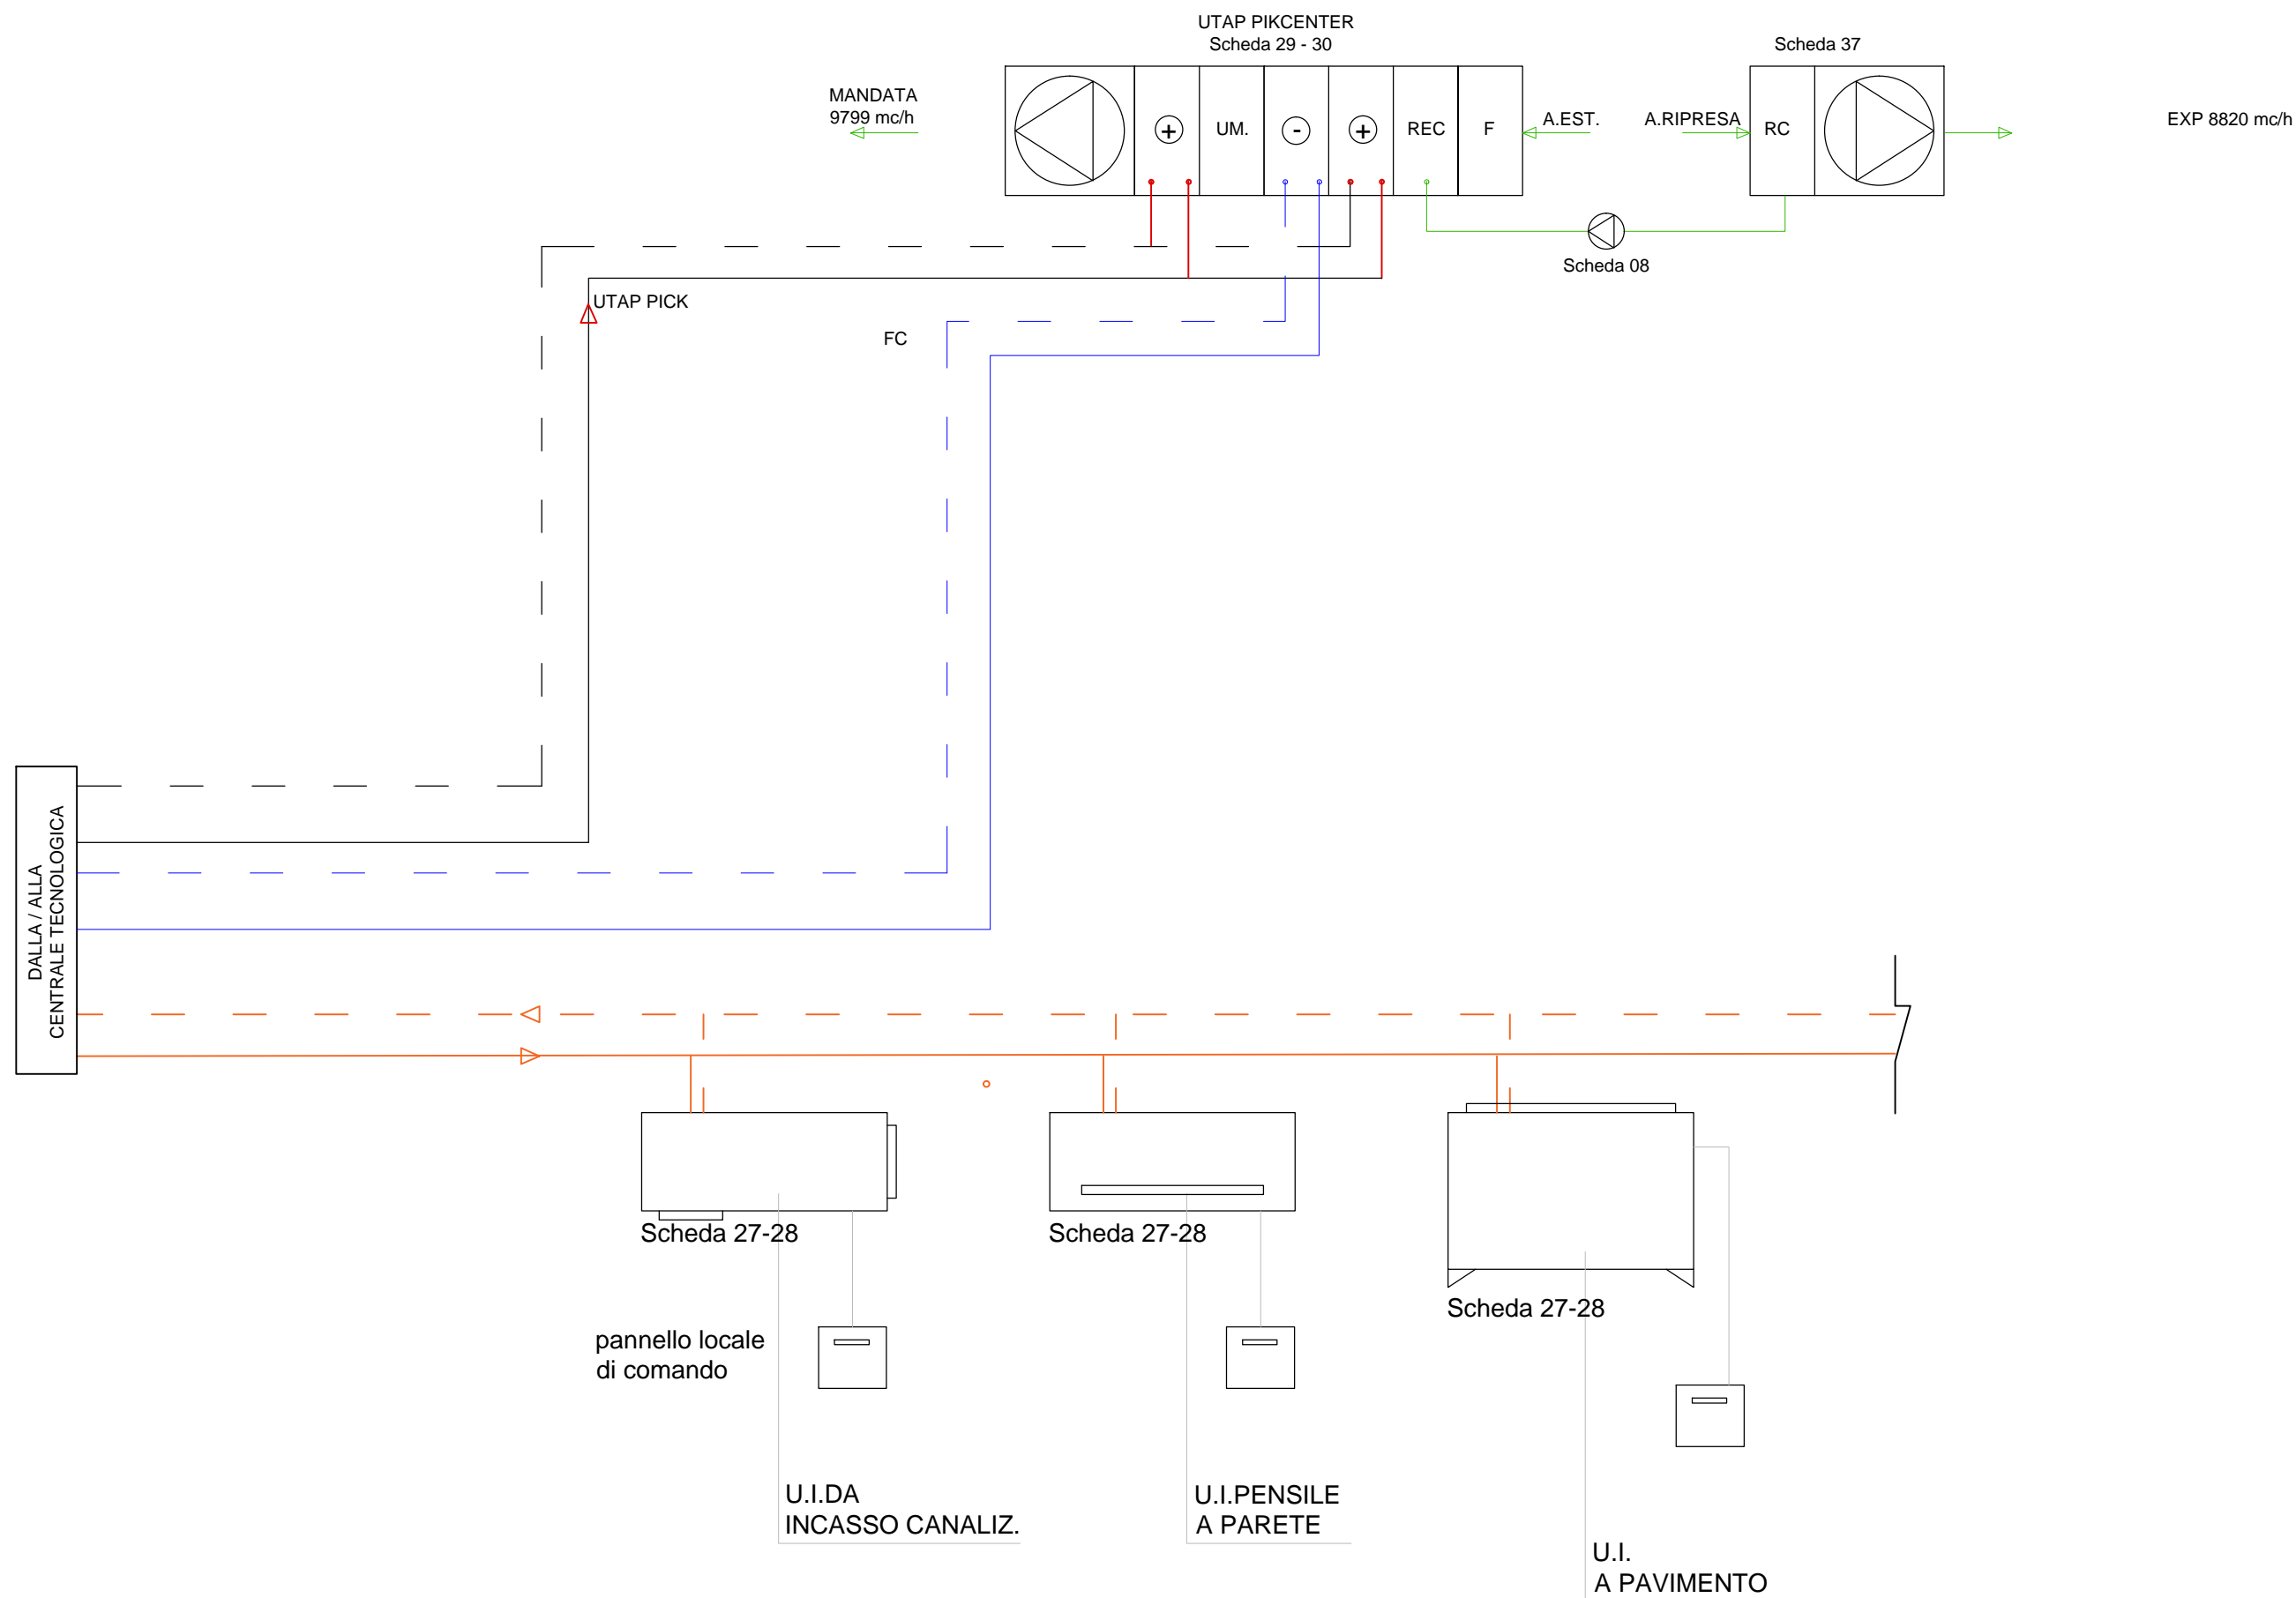 UTAP PIKCENTER
Scheda 29 - 30
Scheda 37
MANDATA
9799 mc/h
+
UM.
-
+
REC
F
A.EST.
A.RIPRESA
RC
EXP 8820 mc/h
Scheda 08
UTAP PICK
FC
DALLA / ALLA
CENTRALE TECNOLOGICA
Scheda 27-28
Scheda 27-28
Scheda 27-28
pannello locale
di comando
U.I.DA
INCASSO CANALIZ.
U.I.PENSILE
A PARETE
U.I.
A PAVIMENTO